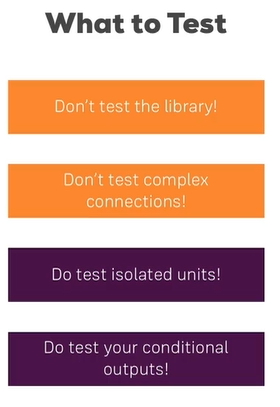 What to Test
Don't test the library!
Don't test complex
connections!
Do test isolated units!
Do test your conditional
outputs!